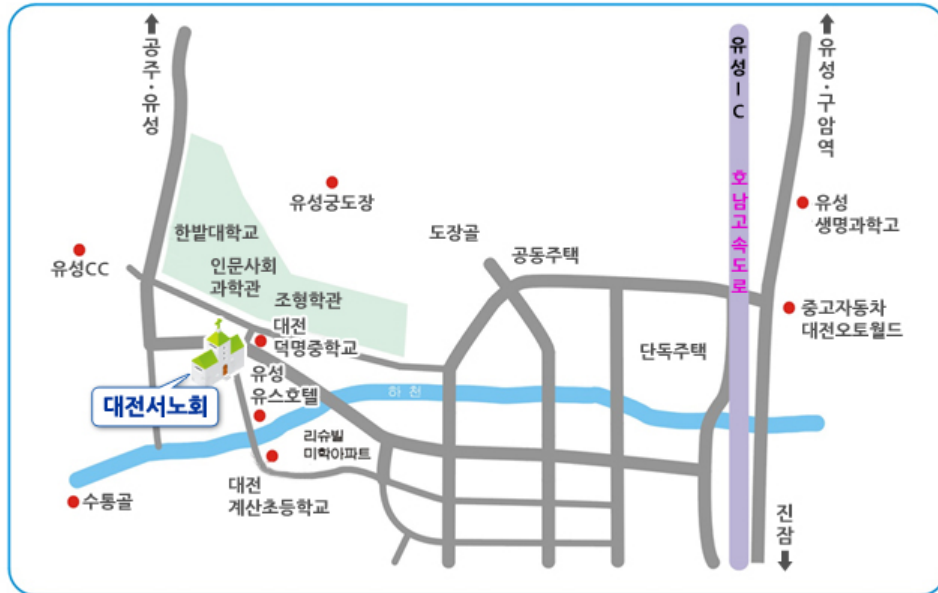 공주·유성
유성IC
유성·구암역
호남고속도로
유성궁도장
유성
생명과학고
한밭대학교
도장골
공동주택
유성CC
인문사회
과학관
조형학관
중고자동차
대전오토월드
대전
덕명중학교
단독주택
유성
유스호텔
하천
대전서노회
리슈빌
미학아파트
대전
계산초등학교
수통골
진잠